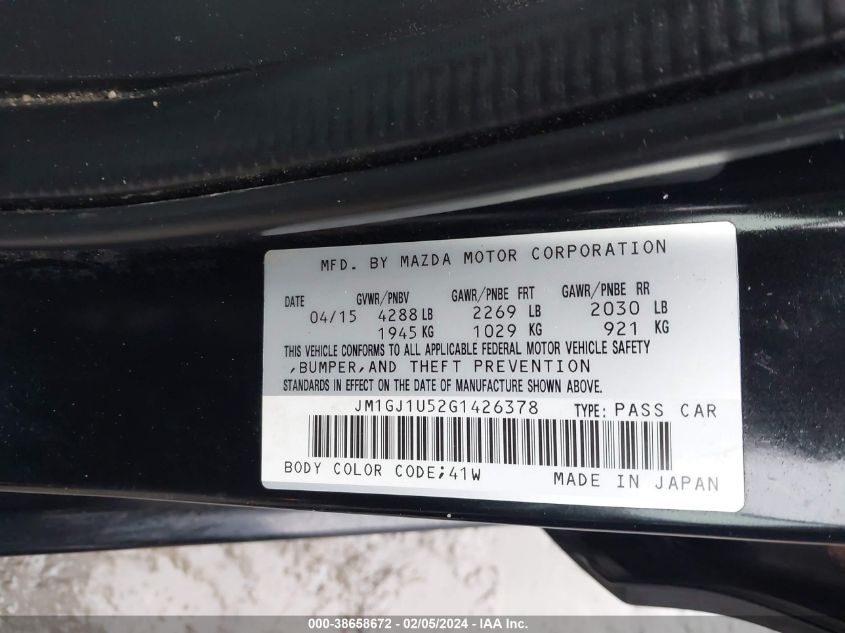 MFD. BY MAZDA MOTOR CORPORATION
DATE GVWR/PNBV GAWR/PNBE FRT GAWR/PNBE RR
04/15 4288 LB 2269 LB 2030 LB
1945 KG 1029 KG 921 KG
THIS VEHICLE CONFORMS TO ALL APPLICABLE FEDERAL MOTOR VEHICLE SAFETY
,BUMPER,AND THEFT PREVENTION
STANDARDS IN EFFECT ON THE DATE OF MANUFACTURE SHOWN ABOVE.
JM1GJ1U52G1426378 TYPE: PASS CAR
BODY COLOR CODE;41W MADE IN JAPAN
000-38658672 - 02/05/2024 - IAA Inc.